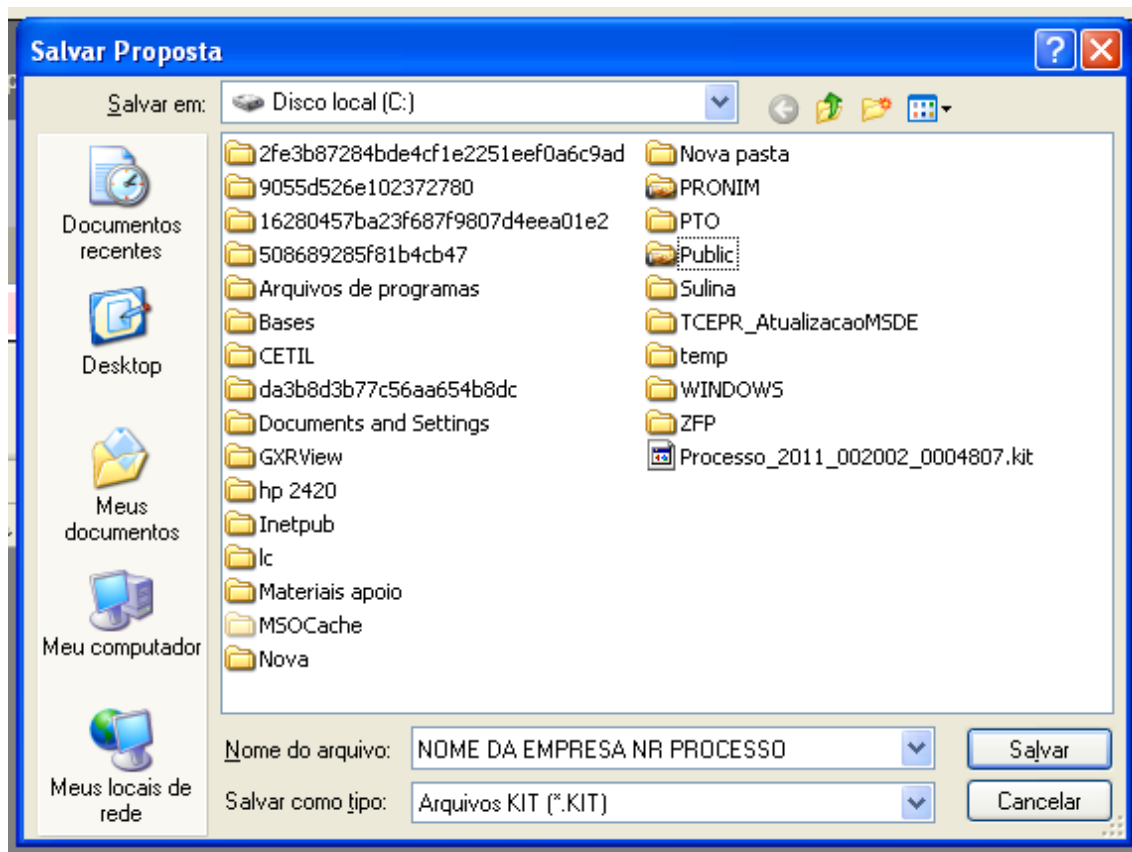 Salvar Proposta
Salvar em:
Disco local (C:)
Documentos
recentes
Desktop
Meus
documentos
Meu computador
Meus locais de
rede
2fe3b87284bde4cf1e2251eef0a6c9ad
9055d526e102372780
16280457ba23f687f9807d4eea01e2
508689285f81b4cb47
Arquivos de programas
Bases
CETIL
da3b8d3b77c56aa654b8dc
Documents and Settings
GXRView
hp 2420
Inetpub
lc
Materiais apoio
MSOCache
Nova
Nova pasta
PRONIM
PTO
Public
Sulina
TCEPR_AtualizacaoMSDE
temp
WINDOWS
ZFP
Processo_2011_002002_0004807.kit
Nome do arquivo:
NOME DA EMPRESA NR PROCESSO
Salvar
Salvar como tipo:
Arquivos KIT (*.KIT)
Cancelar